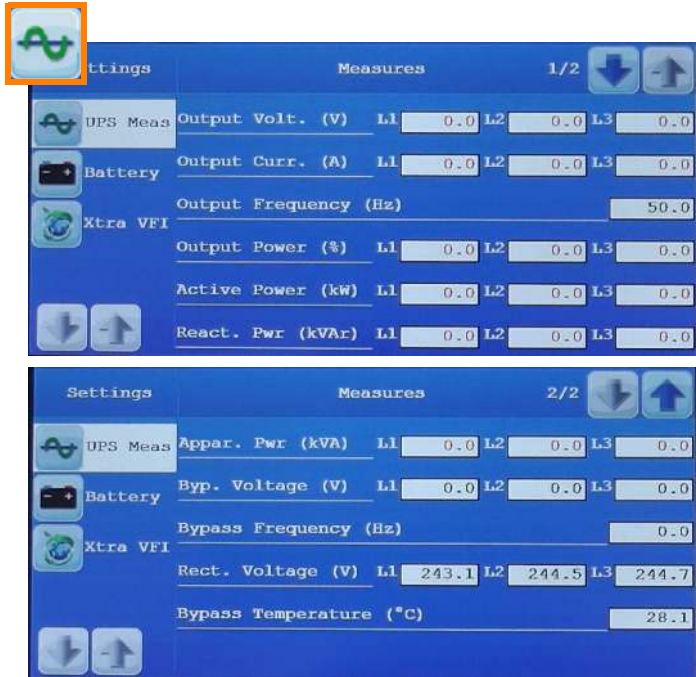 ttings Measures 1/2
UPS Meas Output Volt. (V) L1 0.0 L2 0.0 L3 0.0
Battery Output Curr. (A) L1 0.0 L2 0.0 L3 0.0
Xtra VFI Output Frequency (Hz) 50.0
Output Power (%) L1 0.0 L2 0.0 L3 0.0
Active Power (kW) L1 0.0 L2 0.0 L3 0.0
React. Pwr (kVAr) L1 0.0 L2 0.0 L3 0.0
Settings Measures 2/2
UPS Meas Appar. Pwr (kVA) L1 0.0 L2 0.0 L3 0.0
Battery Byp. Voltage (V) L1 0.0 L2 0.0 L3 0.0
Xtra VFI Bypass Frequency (Hz) 0.0
Rect. Voltage (V) L1 243.1 L2 244.5 L3 244.7
Bypass Temperature (°C) 28.1